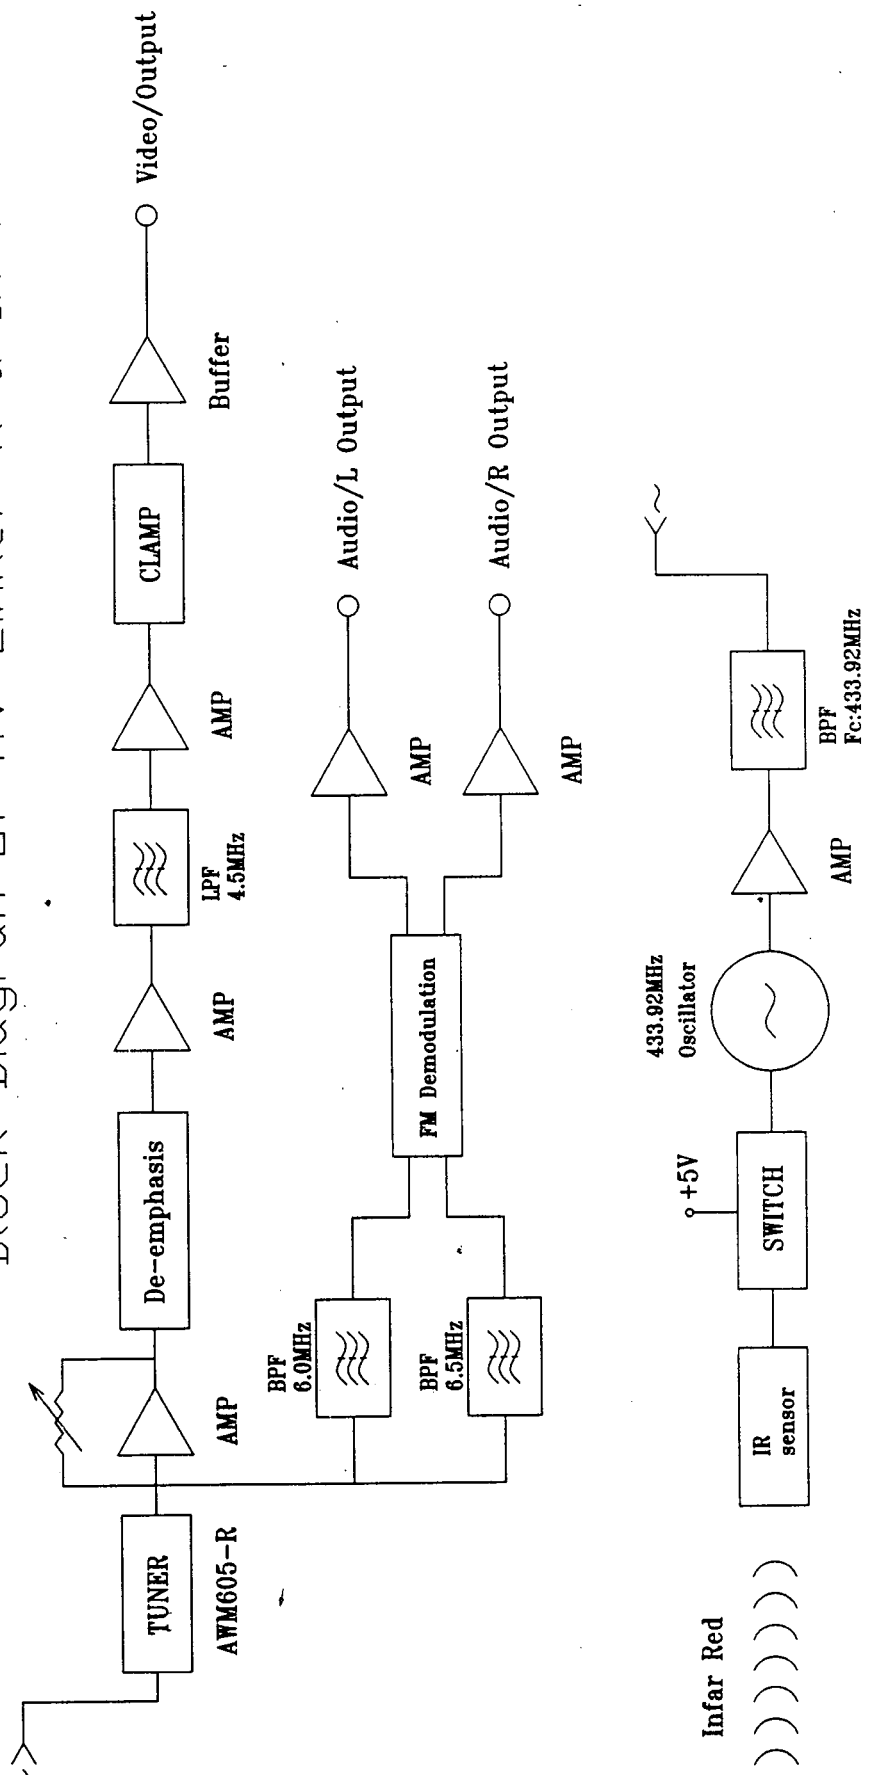 Block Diagram
TUNER
AWM605-R
AMP
De-emphasis
AMP
LPF
4.5MHz
AMP
CLAMP
Buffer
Video/Output
BPF
6.0MHz
BPF
6.5MHz
FM Demodulation
AMP
Audio/L Output
AMP
Audio/R Output
Infar Red
IR
sensor
SWITCH
+5V
433.92MHz
Oscillator
AMP
BPF
Fc:433.92MHz